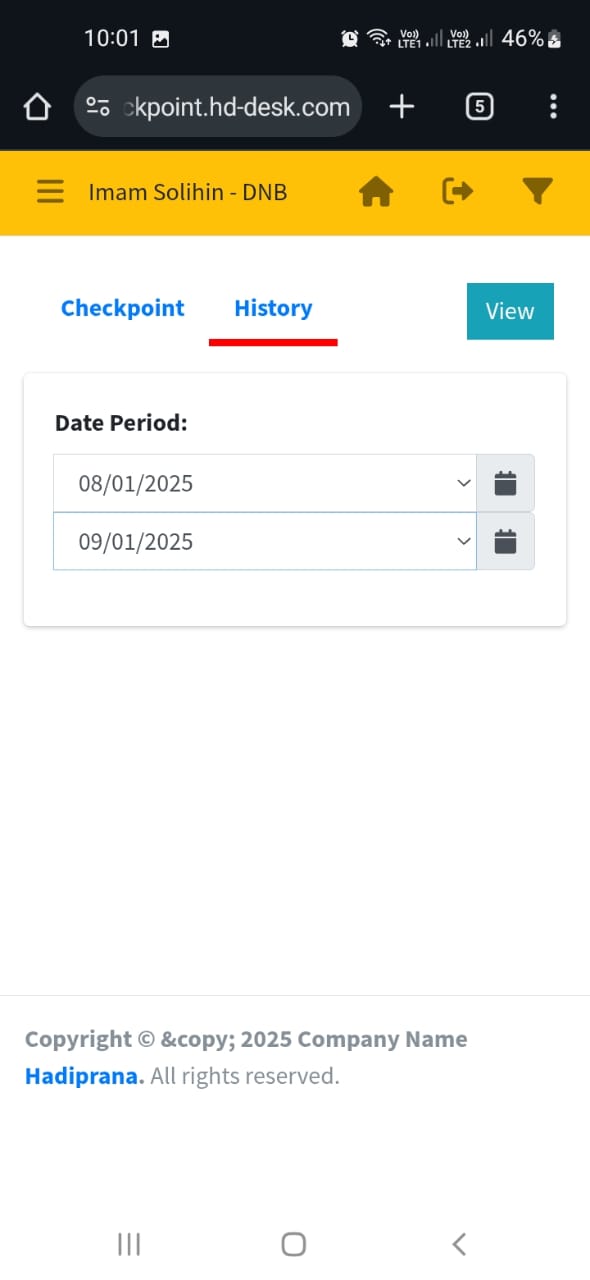 10:01 Vo)) LTE1 Vo)) LTE2 46%
ckpoint.hd-desk.com 5
Imam Solihin - DNB
Checkpoint History View
Date Period:
08/01/2025
09/01/2025
Copyright © &copy; 2025 Company Name
Hadiprana. All rights reserved.